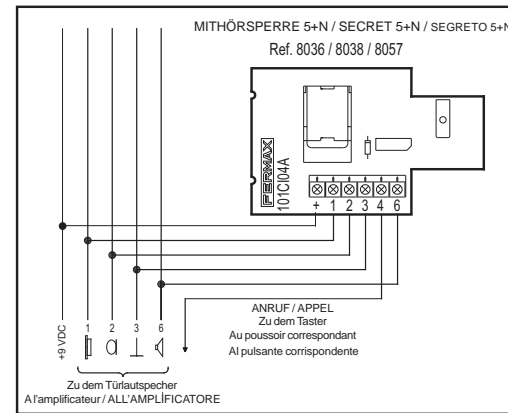 MITHÖRSPERRE 5+N / SECRET 5+N / SEGRETO 5+N
Ref. 8036 / 8038 / 8057
FERMAX
101CI04A
+ 1 2 3 4 6
+9 VDC
1 2 3 6
ANRUF / APPEL
Zu dem Taster
Au poussoir correspondant
Al pulsante corrispondente
Zu dem Türlautspecher
A l'amplificateur / ALL'AMPLÍFICATORE